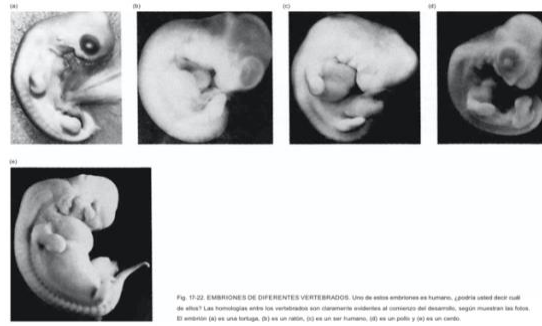 (a)
(b)
(c)
(d)
(e)
Fig. 17-22. EMBRIONES DE DIFERENTES VERTEBRADOS. Uno de estos embriones es humano, ¿podría usted decir cuál
de ellos? Las homologías entre los vertebrados son claramente evidentes al comienzo del desarrollo, según muestran las fotos.
El embrión (a) es una tortuga, (b) es un ratón, (c) es un ser humano, (d) es un pollo y (e) es un cerdo.